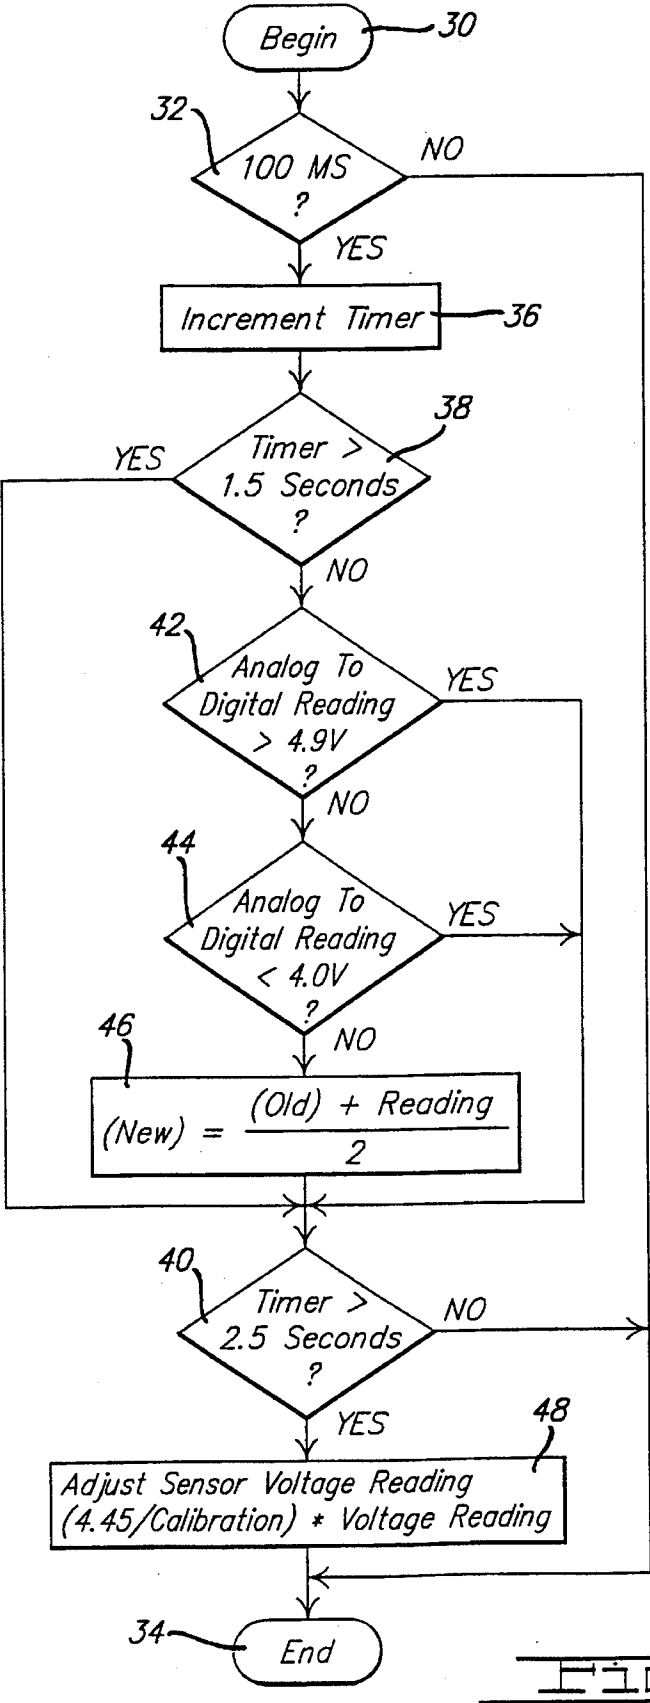 Begin
30
32
100 MS
?
NO
YES
Increment Timer
36
38
YES
Timer >
1.5 Seconds
?
NO
42
Analog To
Digital Reading
> 4.9V
?
YES
NO
44
Analog To
Digital Reading
< 4.0V
?
YES
NO
46
(New) = (Old) + Reading
2
40
Timer >
2.5 Seconds
?
NO
YES
48
Adjust Sensor Voltage Reading
(4.45/Calibration) * Voltage Reading
34
End